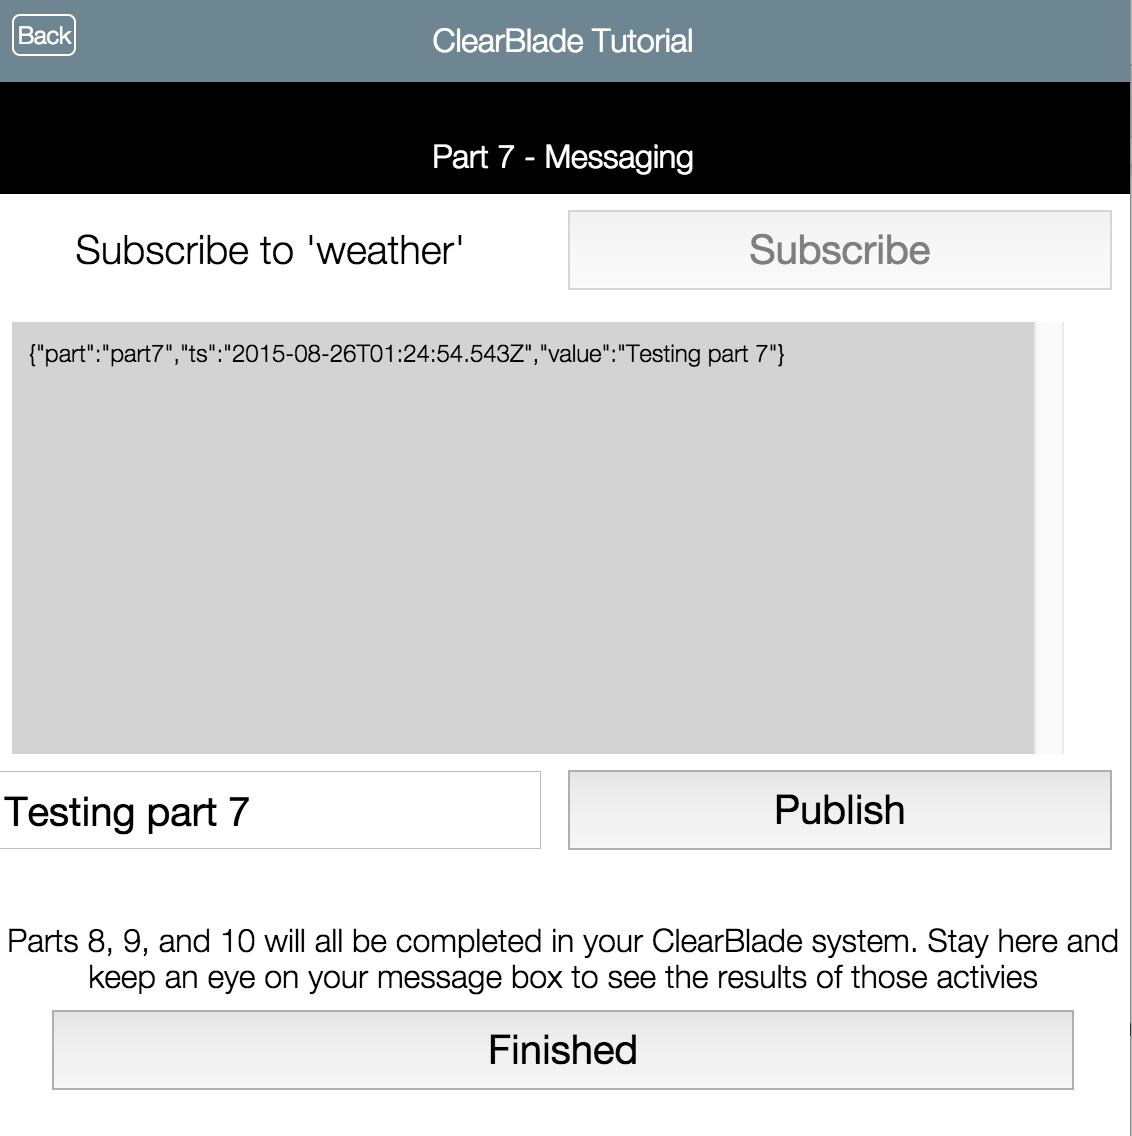 Back
ClearBlade Tutorial
Part 7 - Messaging
Subscribe to 'weather'
Subscribe
{"part":"part7","ts":"2015-08-26T01:24:54.543Z","value":"Testing part 7"}
Testing part 7
Publish
Parts 8, 9, and 10 will all be completed in your ClearBlade system. Stay here and
keep an eye on your message box to see the results of those activies
Finished